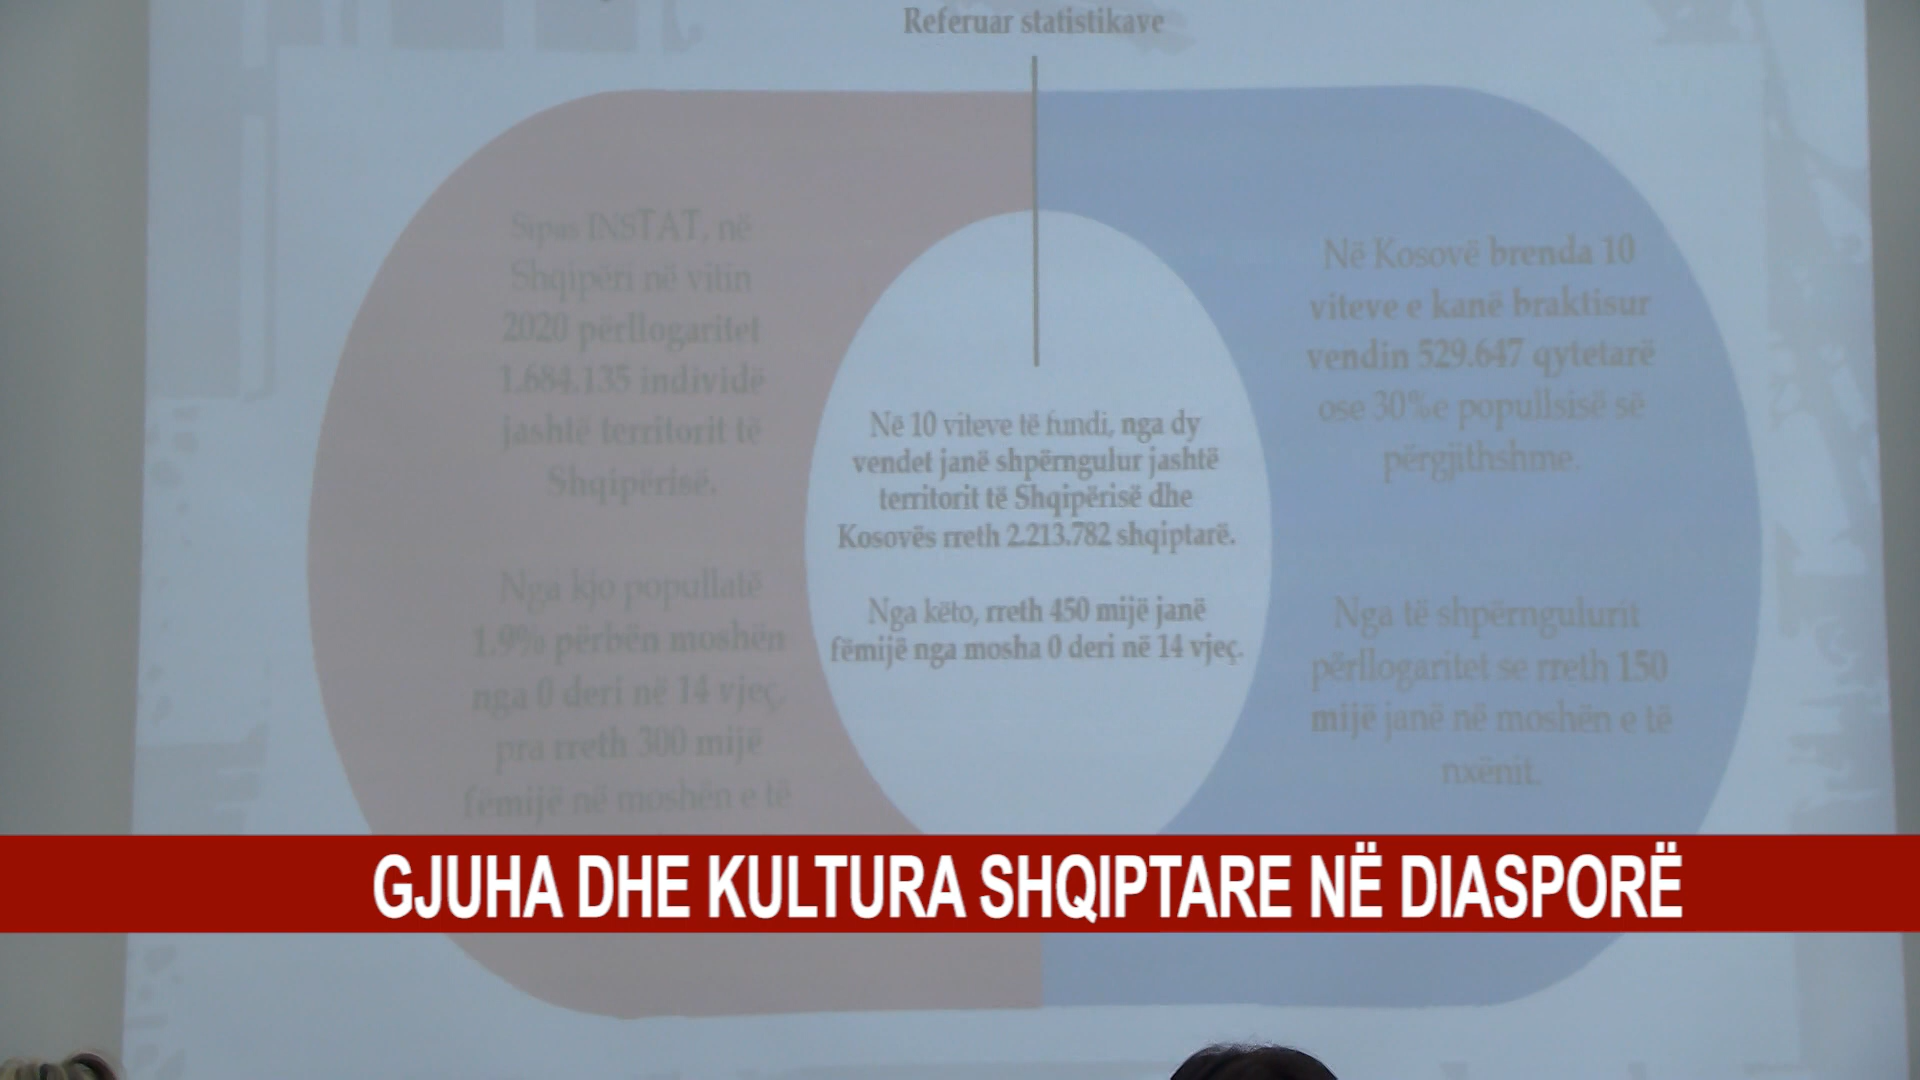 Referuar statistikave
Sipas INSTAT, në
Shqipëri në vitin
2020 përllogaritet
1.684.135 individë
jashtë territorit të
Shqipërisë.
Nga kjo popullatë
1.9% përbën moshën
nga 0 deri në 14 vjeç,
pra rreth 300 mijë
fëmijë në moshën e të
Në 10 viteve të fundi, nga dy
vendet janë shpërngulur jashtë
territorit të Shqipërisë dhe
Kosovës rreth 2.213.782 shqiptarë.
Nga këto, rreth 450 mijë janë
fëmijë nga mosha 0 deri në 14 vjeç.
Në Kosovë brenda 10
viteve e kanë braktisur
vendin 529.647 qytetarë
ose 30%e popullsisë së
përgjithshme.
Nga të shpërngulurit
përllogaritet se rreth 150
mijë janë në moshën e të
nxënit.
GJUHA DHE KULTURA SHQIPTARE NË DIASPORË